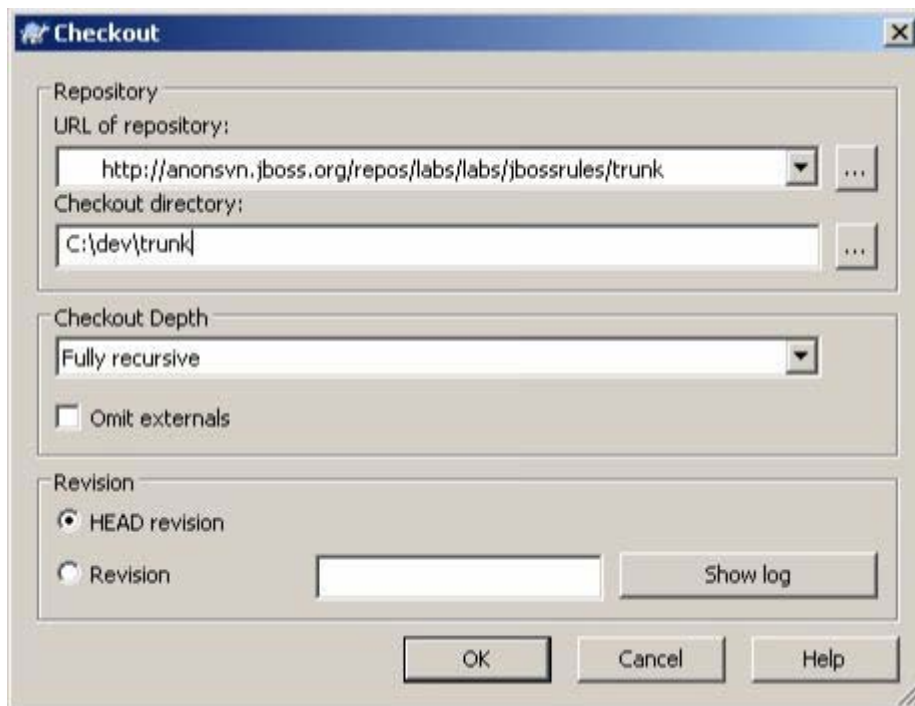 Checkout
Repository
URL of repository:
http://anonsvn.jboss.org/repos/labs/labs/jbossrules/trunk
...
Checkout directory:
C:\dev\trunk
...
Checkout Depth
Fully recursive
Omit externals
Revision
HEAD revision
Revision
Show log
OK Cancel Help